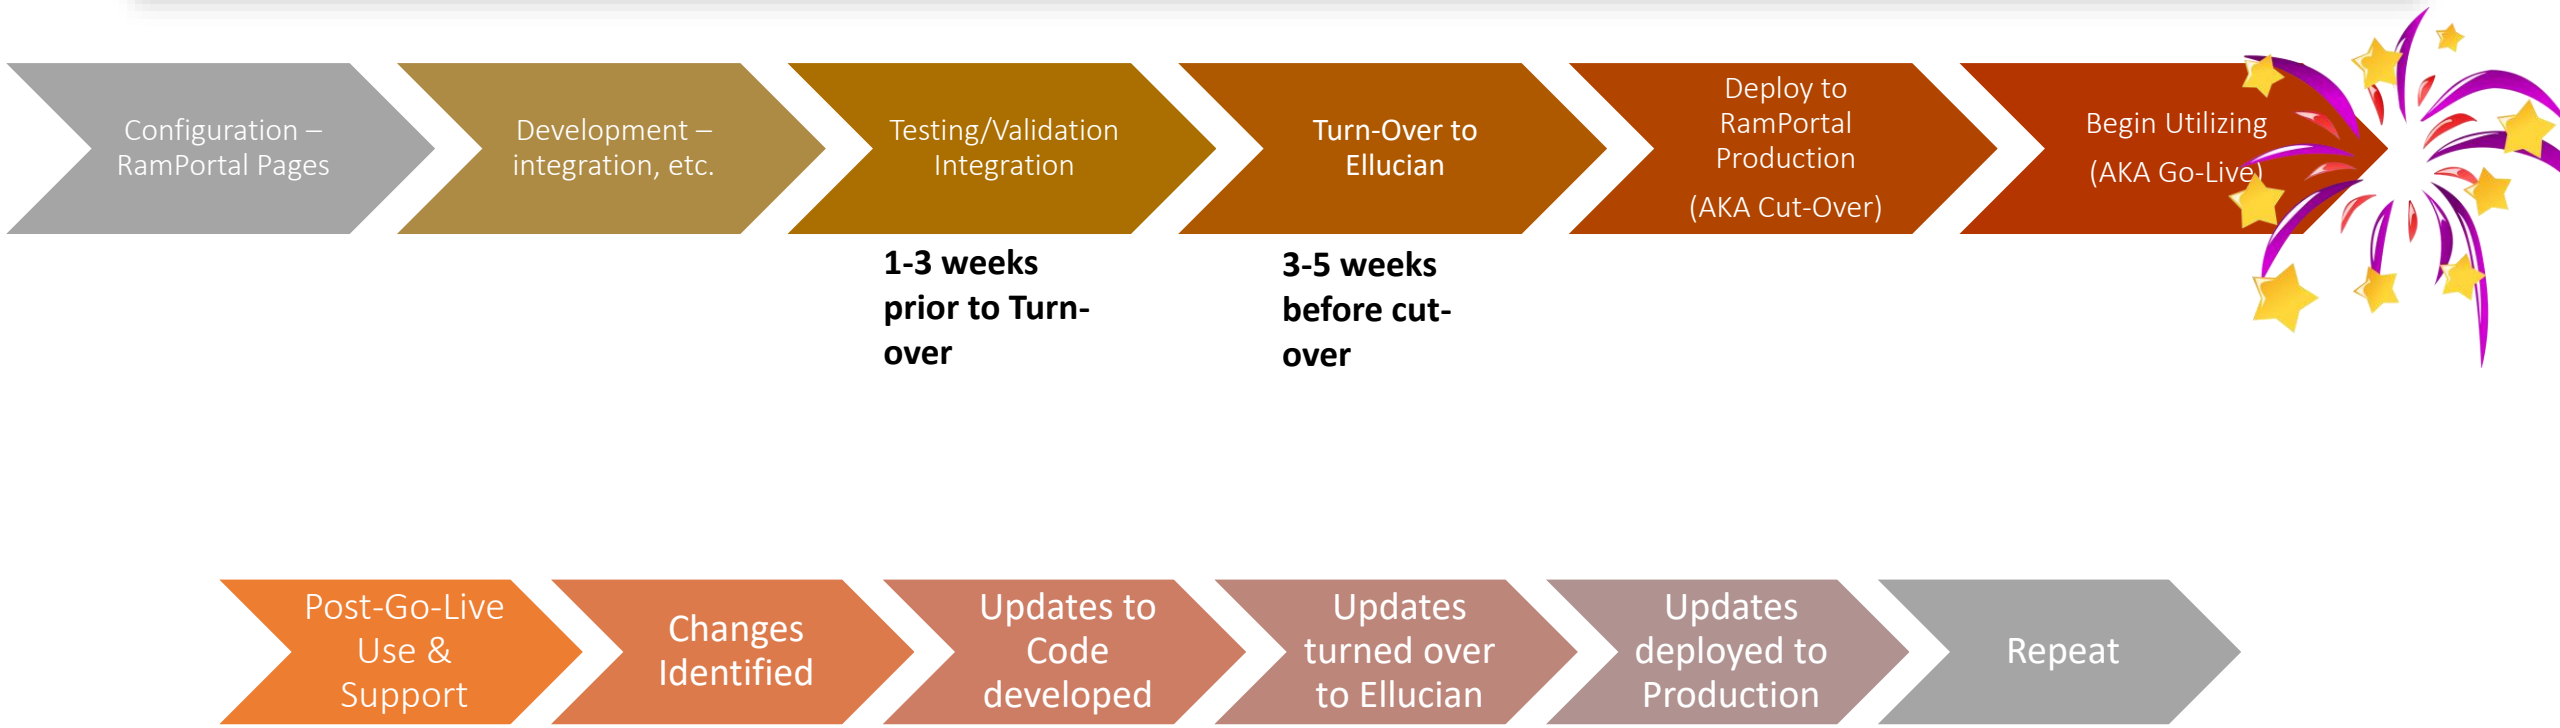 Configuration –
RamPortal Pages
Development –
integration, etc.
Testing/Validation
Integration
Turn-Over to
Ellucian
Deploy to
RamPortal
Production
(AKA Cut-Over)
Begin Utilizing
(AKA Go-Live)
1-3 weeks
prior to Turn-
over
3-5 weeks
before cut-
over
Post-Go-Live
Use &
Support
Changes
Identified
Updates to
Code
developed
Updates
turned over
to Ellucian
Updates
deployed to
Production
Repeat